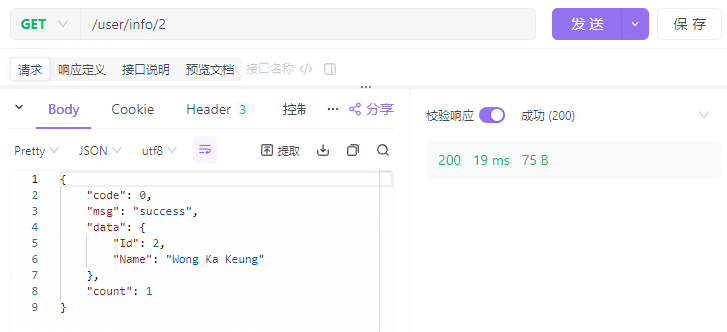 GET /user/info/2 发 送 保 存
请求 响应定义 接口说明 预览文档 接口名称
Body Cookie Header 3 控制 ... 分享
校验响应 成功 (200)
Pretty JSON utf8 提取
200 19 ms 75 B
1 {
2 "code": 0,
3 "msg": "success",
4 "data": {
5 "Id": 2,
6 "Name": "Wong Ka Keung"
7 },
8 "count": 1
9 }